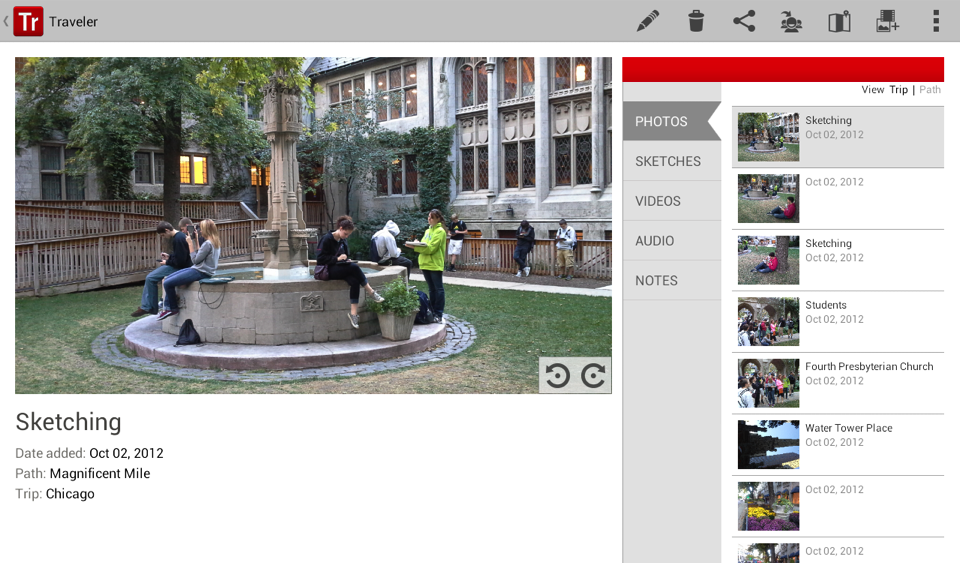 Tr Traveler
View Trip | Path
PHOTOS
SKETCHES
VIDEOS
AUDIO
NOTES
Sketching
Oct 02, 2012
Oct 02, 2012
Sketching
Oct 02, 2012
Students
Oct 02, 2012
Fourth Presbyterian Church
Oct 02, 2012
Water Tower Place
Oct 02, 2012
Oct 02, 2012
Oct 02, 2012
Sketching
Date added: Oct 02, 2012
Path: Magnificent Mile
Trip: Chicago